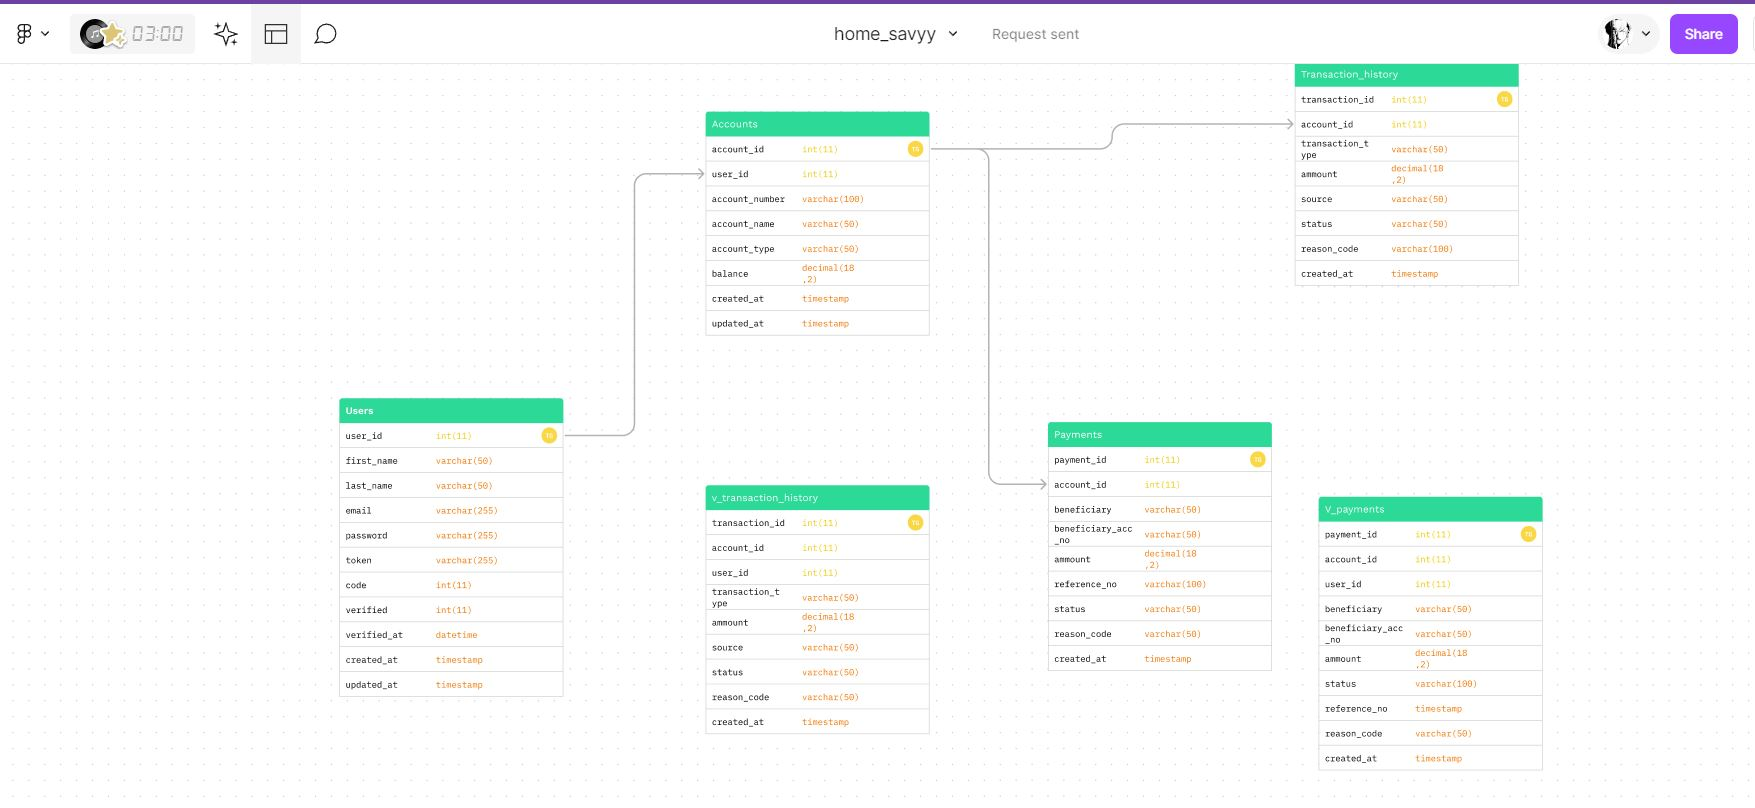 03:00
home_savyy
Request sent
Share
Transaction_history
transaction_id int(11) TG
account_id int(11)
transaction_t
ype varchar(50)
ammount decimal(18
,2)
source varchar(50)
status varchar(50)
reason_code varchar(100)
created_at timestamp
Accounts
account_id int(11) TG
user_id int(11)
account_number varchar(100)
account_name varchar(50)
account_type varchar(50)
balance decimal(18
,2)
created_at timestamp
updated_at timestamp
Users
user_id int(11) TG
first_name varchar(50)
last_name varchar(50)
email varchar(255)
password varchar(255)
token varchar(255)
code int(11)
verified int(11)
verified_at datetime
created_at timestamp
updated_at timestamp
v_transaction_history
transaction_id int(11) TG
account_id int(11)
user_id int(11)
transaction_t
ype varchar(50)
ammount decimal(18
,2)
source varchar(50)
status varchar(50)
reason_code varchar(50)
created_at timestamp
Payments
payment_id int(11) TG
account_id int(11)
beneficiary varchar(50)
beneficiary_acc
_no varchar(50)
ammount decimal(18
,2)
reference_no varchar(100)
status varchar(50)
reason_code varchar(50)
created_at timestamp
V_payments
payment_id int(11) TG
account_id int(11)
user_id int(11)
beneficiary varchar(50)
beneficiary_acc
_no varchar(50)
ammount decimal(18
,2)
status varchar(100)
reference_no timestamp
reason_code varchar(50)
created_at timestamp